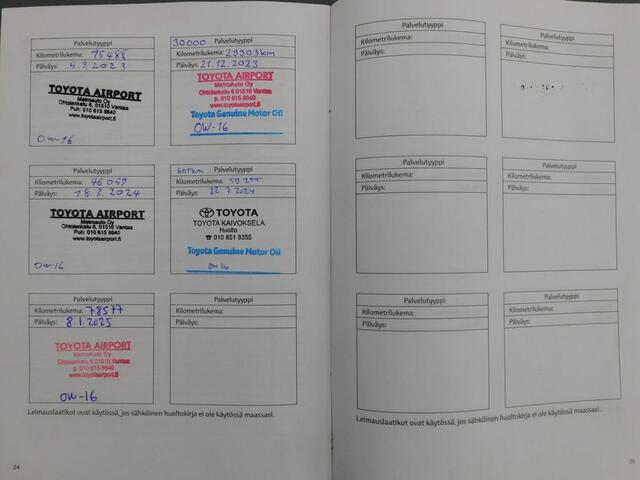 Palvelutyyppi
Kilometrilukema: 15485
Päiväys: 5.8.2023
TOYOTA AIRPORT
Metroauto Oy
Ohtolankatu 6, 01510 Vantaa
Puh: 010 615 8640
www.toyotaairport.fi
OW-16
30000 Palvelutyyppi
Kilometrilukema: 29903km
Päiväys: 21.12.2023
TOYOTA AIRPORT
MetroAuto Oy
Ohtolankatu 6 01510 Vantaa
p. 010 615 8640
www.toyotaairport.fi
Toyota Genuine Motor Oil
OW-16
Palvelutyyppi
Kilometrilukema: 46059
Päiväys: 18.3.2024
TOYOTA AIRPORT
Metroauto Oy
Ohtolankatu 6, 01510 Vantaa
Puh: 010 615 8640
www.toyotaairport.fi
OW-16
60tkm Palvelutyyppi
Kilometrilukema:
Päiväys: 22.7.2024
TOYOTA
TOYOTA KAIVOKSELA
Huolto
☎ 010 851 8355
Toyota Genuine Motor Oil
OW 16
Palvelutyyppi
Kilometrilukema: 78577
Päiväys: 8.1.2025
TOYOTA AIRPORT
MetroAuto Oy
Ohtolankatu 6 01510 Vantaa
p. 010 615 8640
www.toyotaairport.fi
OW-16
Palvelutyyppi
Kilometrilukema:
Päiväys:
Leimauslaatikot ovat käytössä, jos sähköinen huoltokirja ei ole käytössä maassasi.
24
Palvelutyyppi
Kilometrilukema:
Päiväys:
Palvelutyyppi
Kilometrilukema:
Päiväys:
Palvelutyyppi
Kilometrilukema:
Päiväys:
Palvelutyyppi
Kilometrilukema:
Päiväys:
Palvelutyyppi
Kilometrilukema:
Päiväys:
Palvelutyyppi
Kilometrilukema:
Päiväys:
Leimauslaatikot ovat käytössä, jos sähköinen huoltokirja ei ole käytössä maassasi.
25